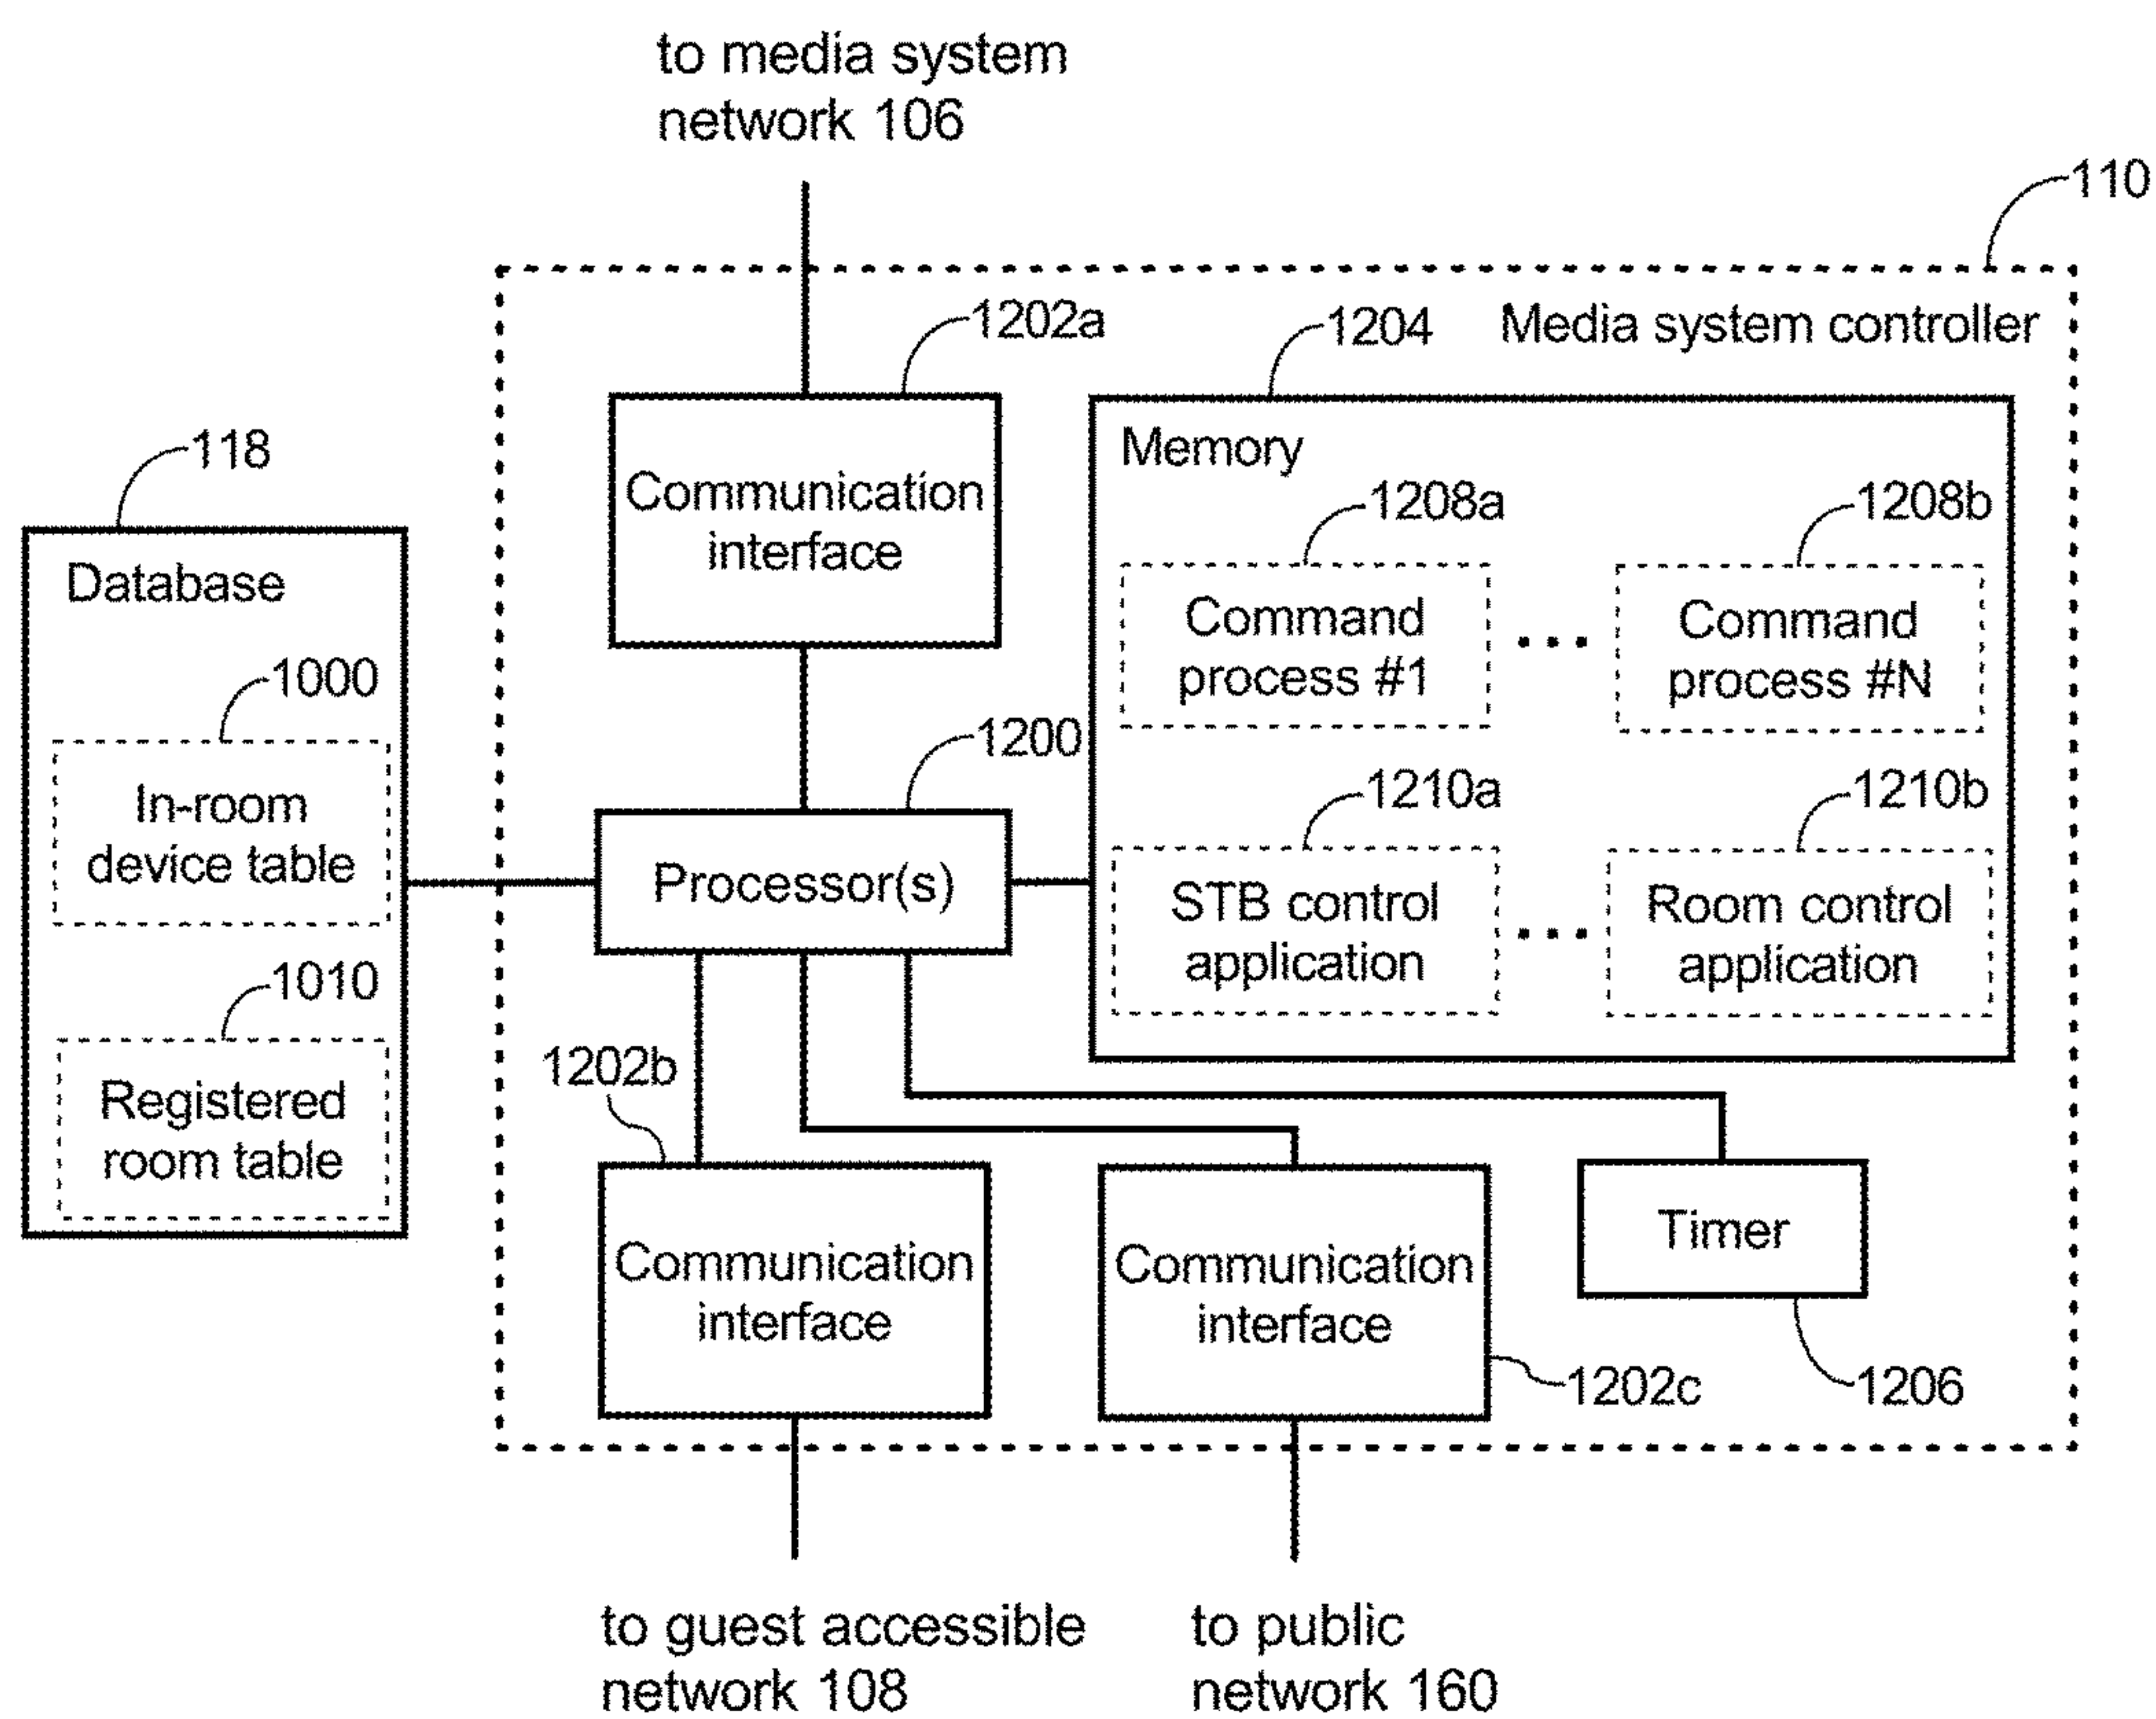 to media system
network 106
110
1202a
1204
Media system controller
118
Memory
Communication
interface
1208a
1208b
Database
Command
process #1
...
Command
process #N
1000
1200
In-room
device table
1210a
1210b
Processor(s)
STB control
application
...
Room control
application
1010
1202b
Registered
room table
Communication
interface
Communication
interface
Timer
1202c
1206
to guest accessible
network 108
to public
network 160